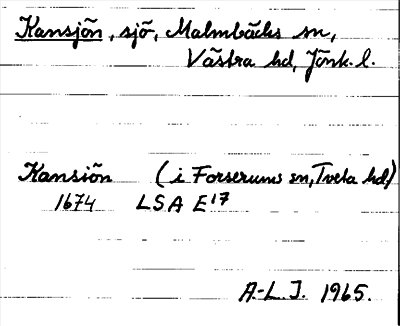 Kansjön, sjö, Malmbäcks sn,
Västra hd, Jönk. l.
Kansiön (i Forserums sn, Tveta hd)
1674 LSA E17
A.-L. J. 1965.